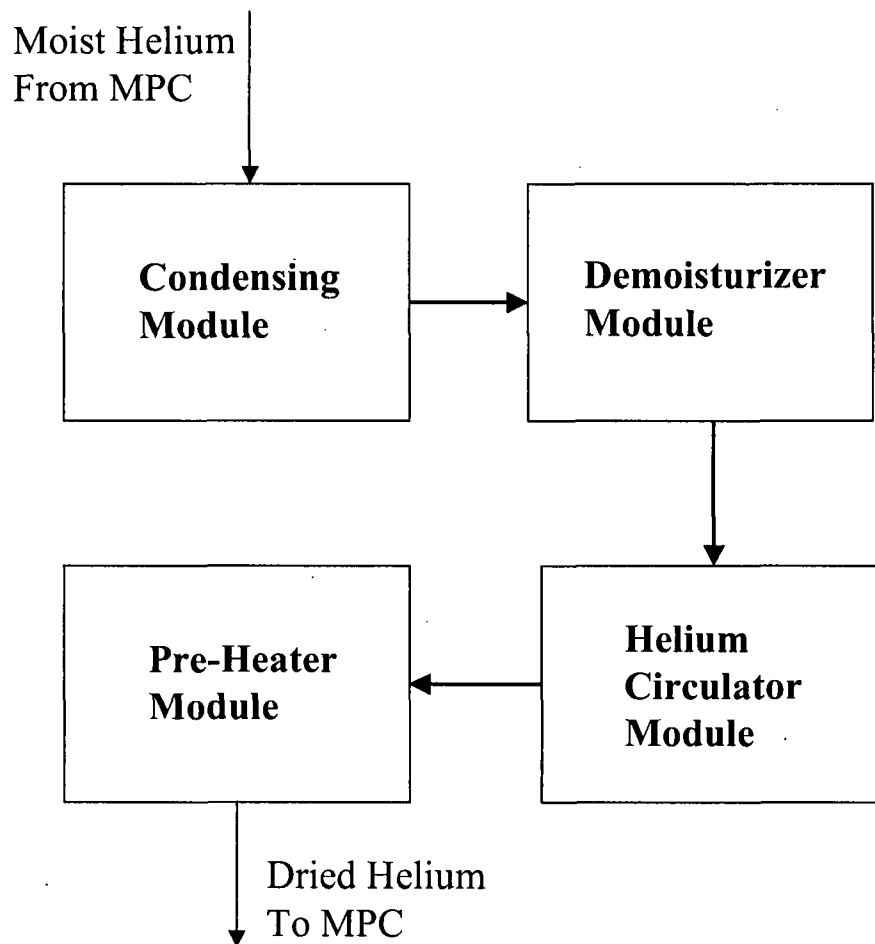 Moist Helium
From MPC
Condensing
Module
Demoisturizer
Module
Pre-Heater
Module
Helium
Circulator
Module
Dried Helium
To MPC